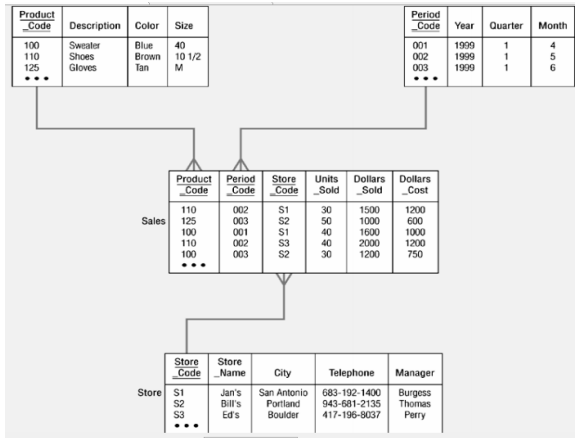 Product _Code Description Color Size
100 Sweater Blue 40
110 Shoes Brown 10 1/2
125 Gloves Tan M
• • •
Period _Code Year Quarter Month
001 1999 1 4
002 1999 1 5
003 1999 1 6
• • •
Sales
Product _Code Period _Code Store _Code Units _Sold Dollars _Sold Dollars _Cost
110 002 S1 30 1500 1200
125 003 S2 50 1000 600
100 001 S1 40 1600 1000
110 002 S3 40 2000 1200
100 003 S2 30 1200 750
• • •
Store
Store _Code Store _Name City Telephone Manager
S1 Jan's San Antonio 683-192-1400 Burgess
S2 Bill's Portland 943-681-2135 Thomas
S3 Ed's Boulder 417-196-8037 Perry
• • •